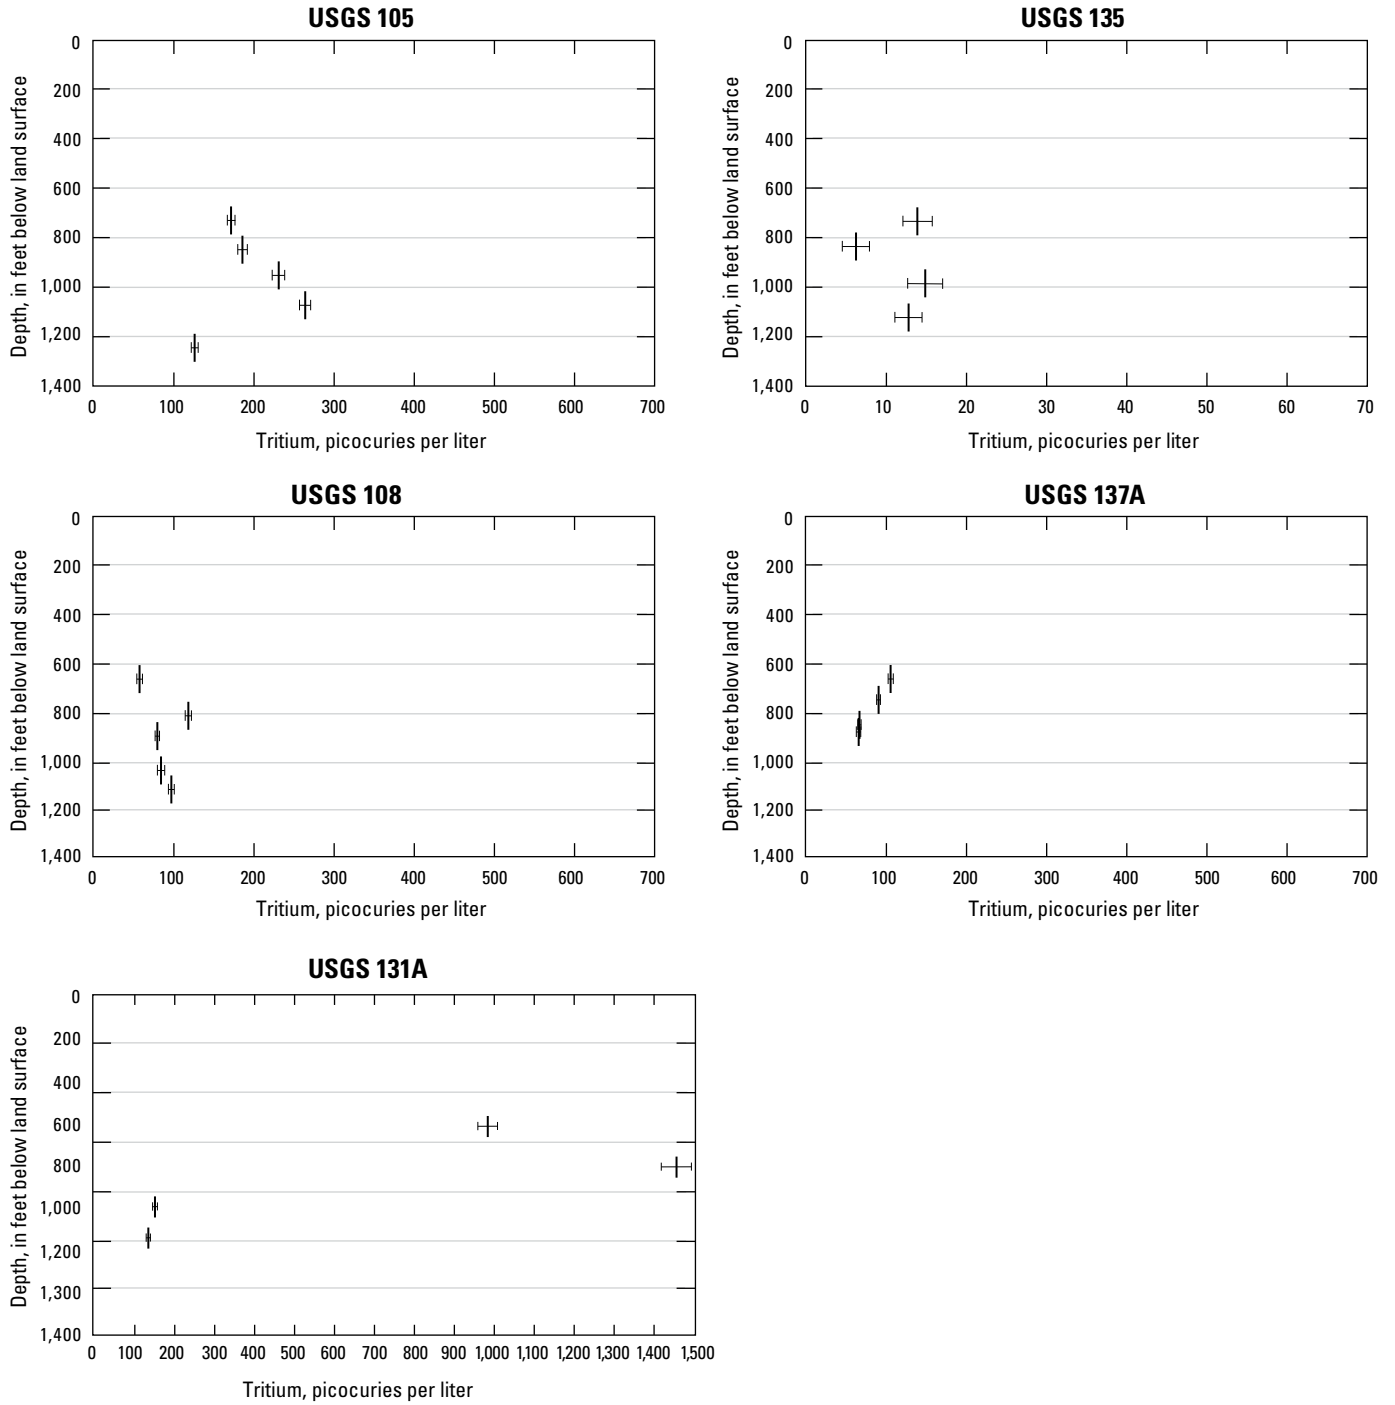 USGS 105
Depth, in feet below land surface
0
200
400
600
800
1,000
1,200
1,400
0 100 200 300 400 500 600 700
Tritium, picocuries per liter
USGS 135
Depth, in feet below land surface
0
200
400
600
800
1,000
1,200
1,400
0 10 20 30 40 50 60 70
Tritium, picocuries per liter
USGS 108
Depth, in feet below land surface
0
200
400
600
800
1,000
1,200
1,400
0 100 200 300 400 500 600 700
Tritium, picocuries per liter
USGS 137A
Depth, in feet below land surface
0
200
400
600
800
1,000
1,200
1,400
0 100 200 300 400 500 600 700
Tritium, picocuries per liter
USGS 131A
Depth, in feet below land surface
0
200
400
600
800
1,000
1,200
1,300
1,400
0 100 200 300 400 500 600 700 800 900 1,000 1,100 1,200 1,300 1,400 1,500
Tritium, picocuries per liter